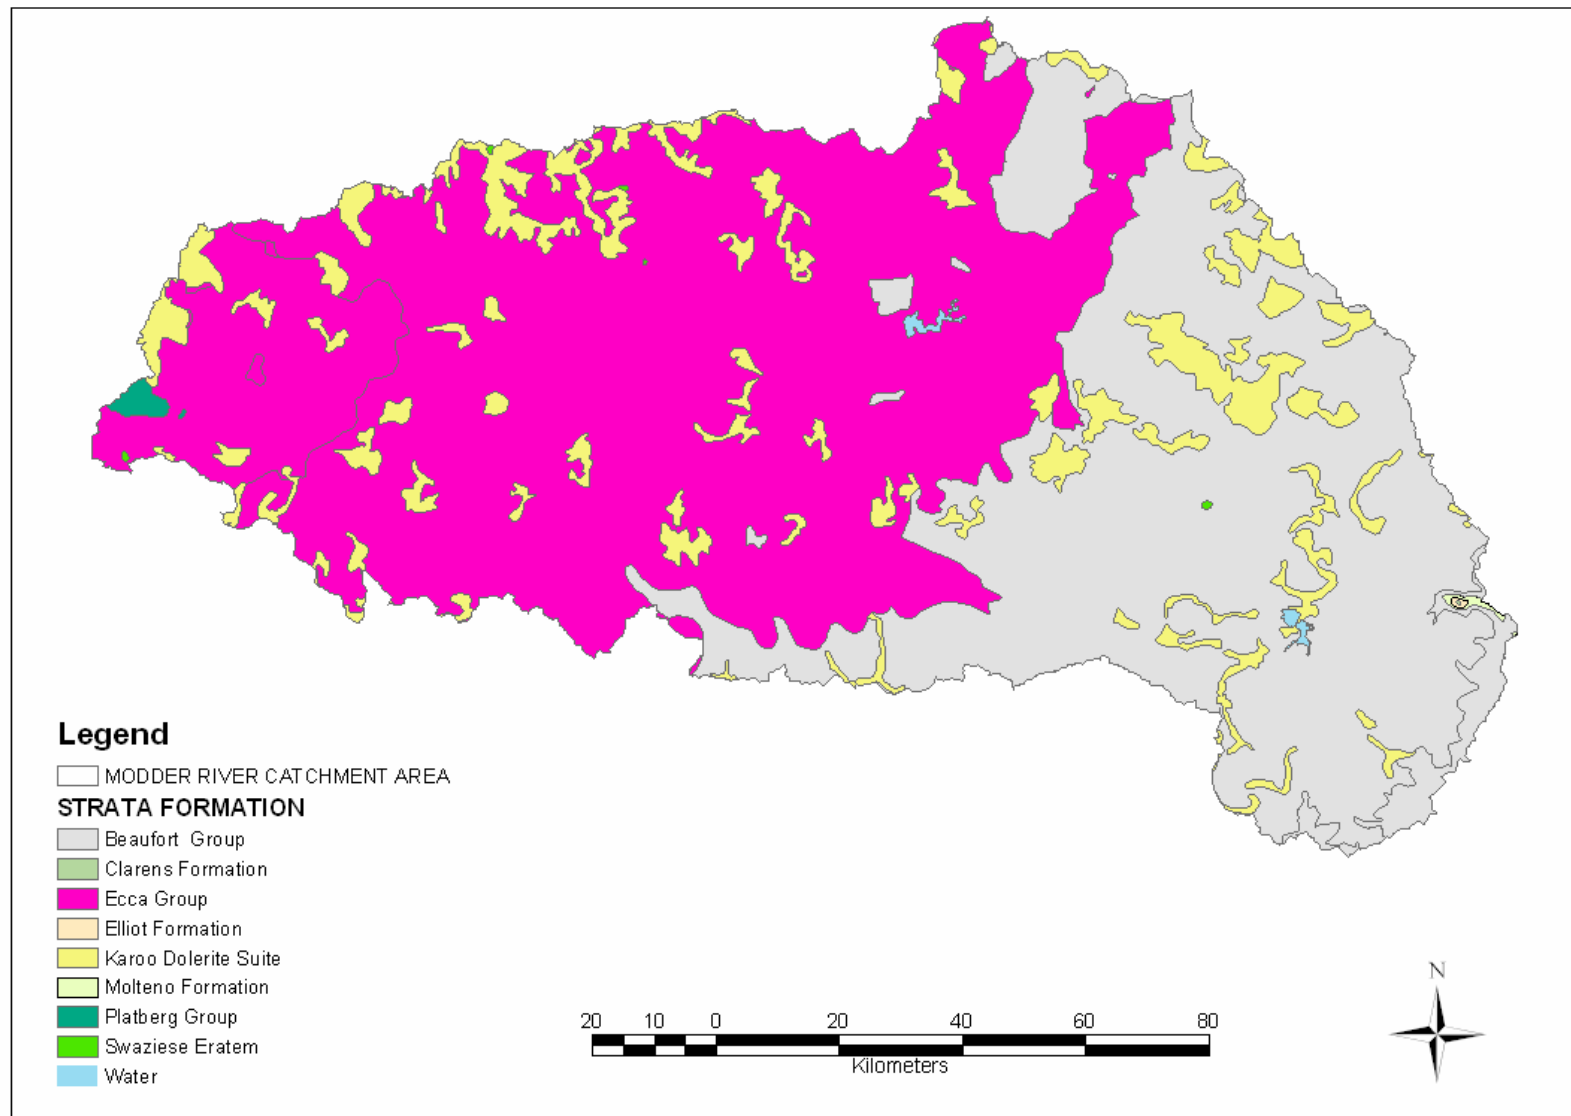 Legend
MODDER RIVER CATCHMENT AREA
STRATA FORMATION
Beaufort Group
Clarens Formation
Ecca Group
Elliot Formation
Karoo Dolerite Suite
Molteno Formation
Platberg Group
Swaziese Eratem
Water
20 10 0 20 40 60 80
Kilometers
N